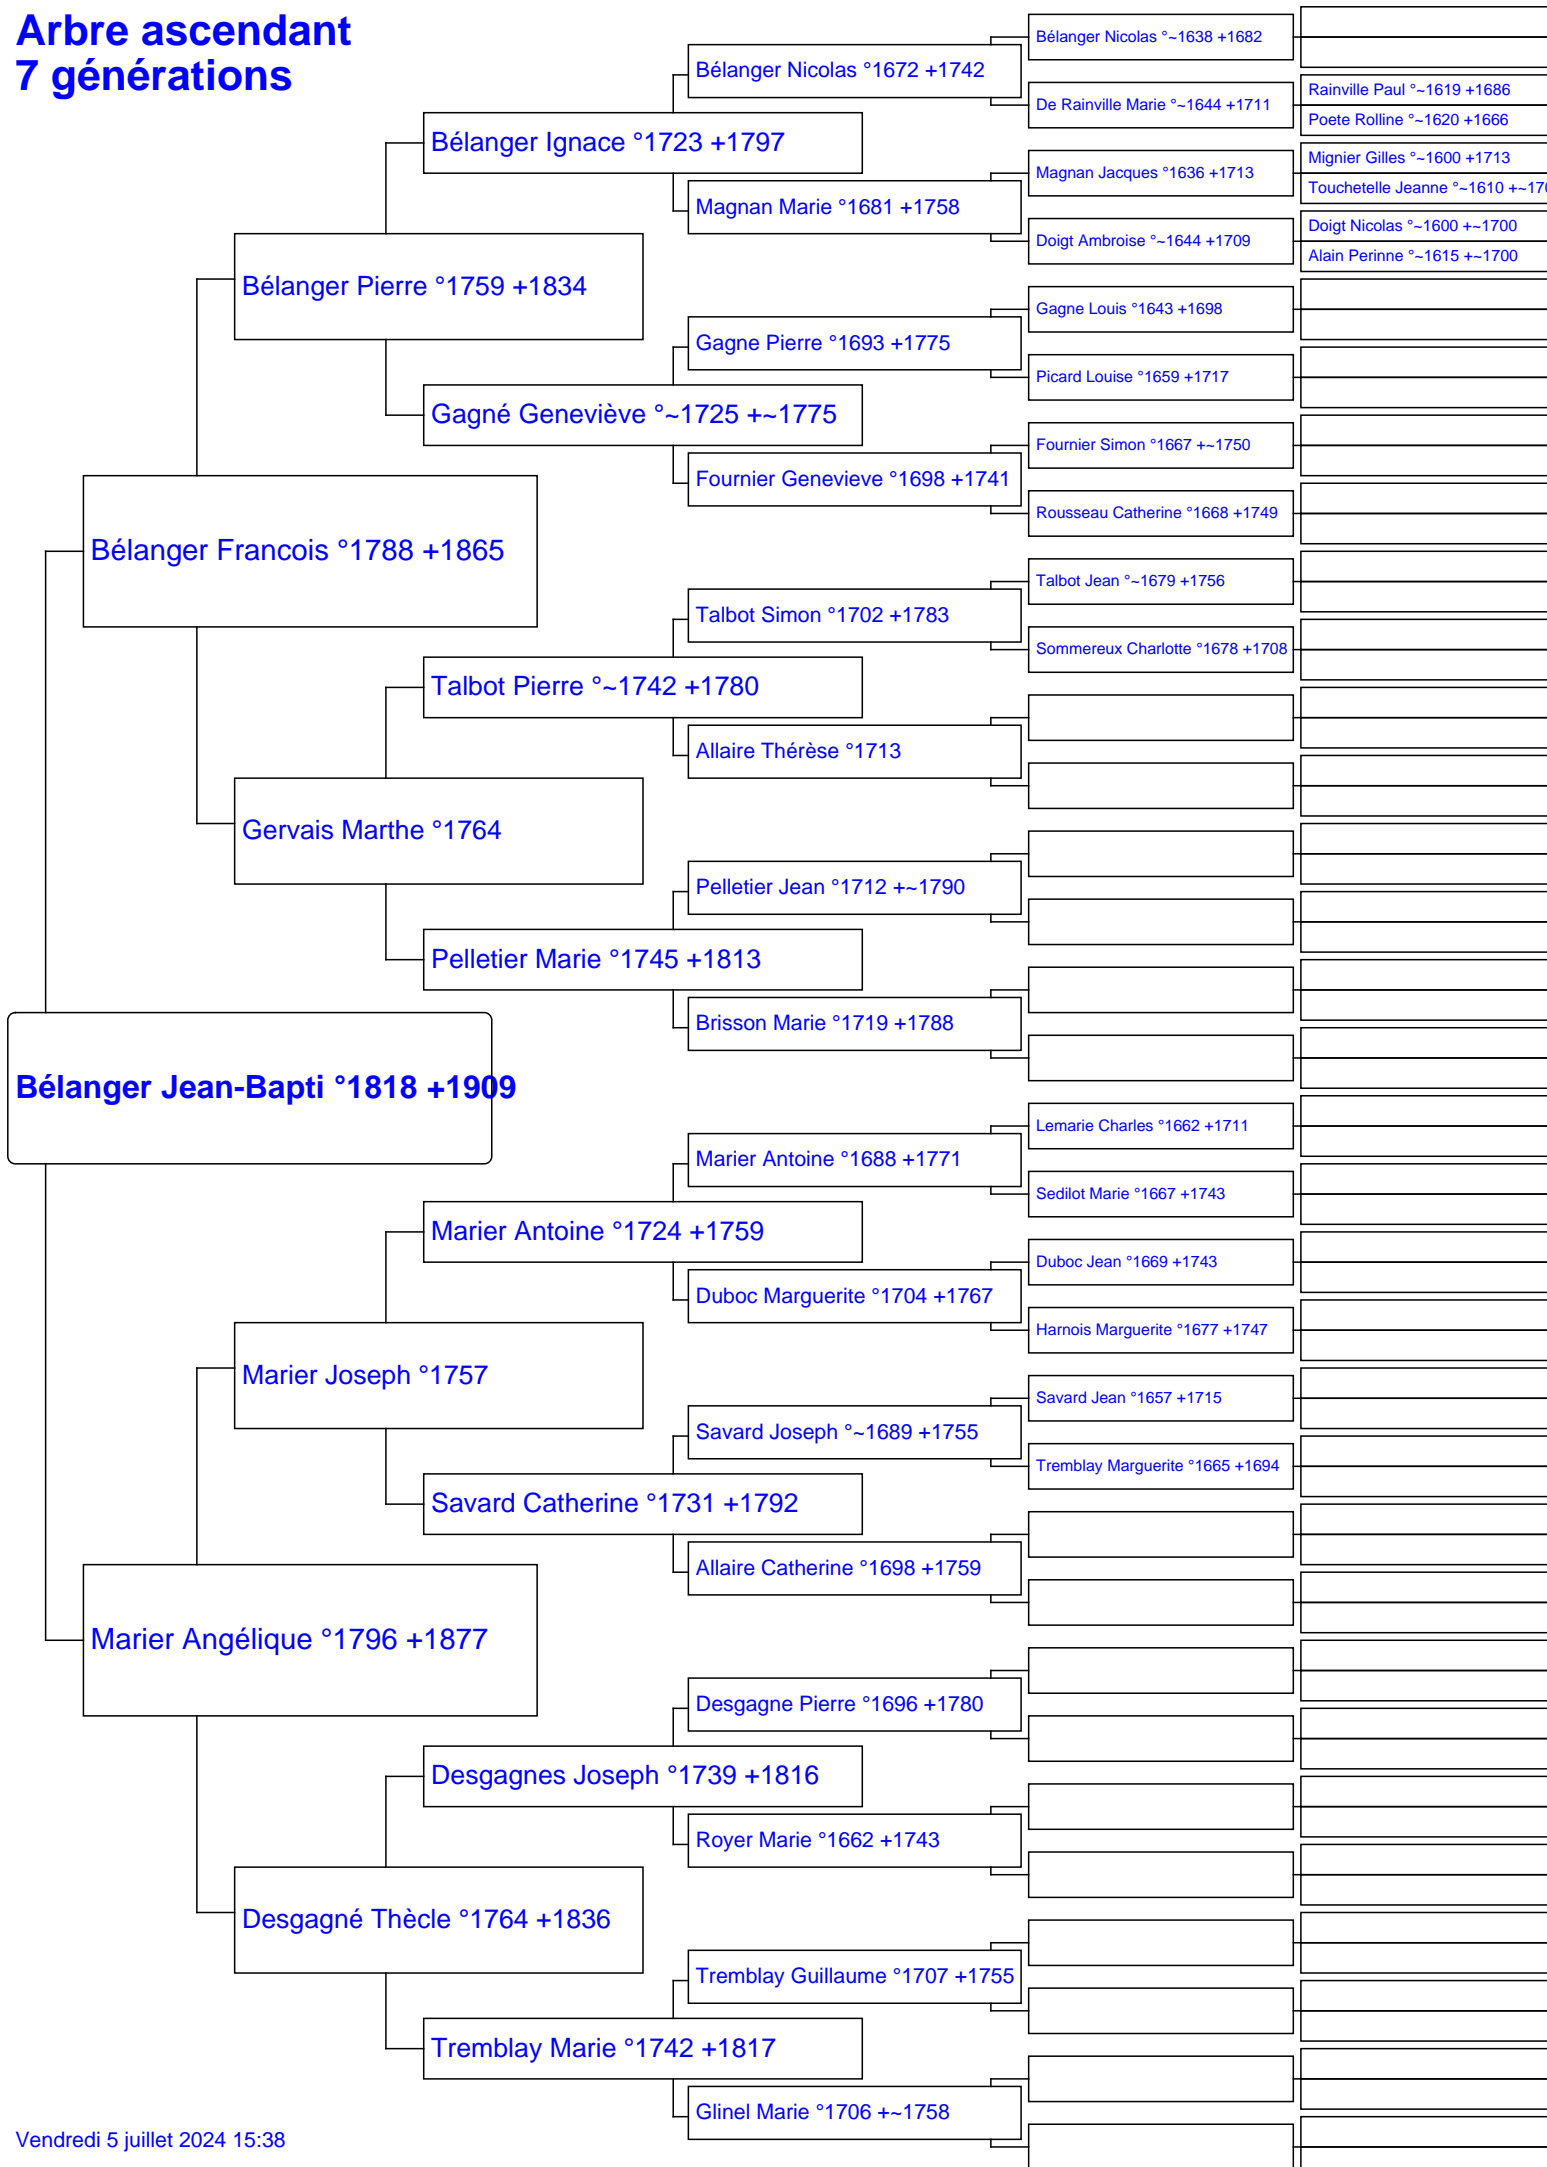 Arbre ascendant
7 générations
Bélanger Nicolas °~1638 +1682
Bélanger Nicolas °1672 +1742
Rainville Paul °~1619 +1686
De Rainville Marie °~1644 +1711
Poete Rolline °~1620 +1666
Bélanger Ignace °1723 +1797
Mignier Gilles °~1600 +1713
Magnan Jacques °1636 +1713
Touchetelle Jeanne °~1610 +~170
Magnan Marie °1681 +1758
Doigt Nicolas °~1600 +~1700
Doigt Ambroise °~1644 +1709
Alain Perinne °~1615 +~1700
Bélanger Pierre °1759 +1834
Gagne Louis °1643 +1698
Gagne Pierre °1693 +1775
Picard Louise °1659 +1717
Gagné Geneviève °~1725 +~1775
Fournier Simon °1667 +~1750
Fournier Genevieve °1698 +1741
Rousseau Catherine °1668 +1749
Bélanger Francois °1788 +1865
Talbot Jean °~1679 +1756
Talbot Simon °1702 +1783
Sommereux Charlotte °1678 +1708
Talbot Pierre °~1742 +1780
Allaire Thérèse °1713
Gervais Marthe °1764
Pelletier Jean °1712 +~1790
Pelletier Marie °1745 +1813
Brisson Marie °1719 +1788
Bélanger Jean-Bapti °1818 +1909
Lemarie Charles °1662 +1711
Marier Antoine °1688 +1771
Sedilot Marie °1667 +1743
Marier Antoine °1724 +1759
Duboc Jean °1669 +1743
Duboc Marguerite °1704 +1767
Harnois Marguerite °1677 +1747
Marier Joseph °1757
Savard Jean °1657 +1715
Savard Joseph °~1689 +1755
Tremblay Marguerite °1665 +1694
Savard Catherine °1731 +1792
Allaire Catherine °1698 +1759
Marier Angélique °1796 +1877
Desgagne Pierre °1696 +1780
Desgagnes Joseph °1739 +1816
Royer Marie °1662 +1743
Desgagné Thècle °1764 +1836
Tremblay Guillaume °1707 +1755
Tremblay Marie °1742 +1817
Glinel Marie °1706 +~1758
Vendredi 5 juillet 2024 15:38